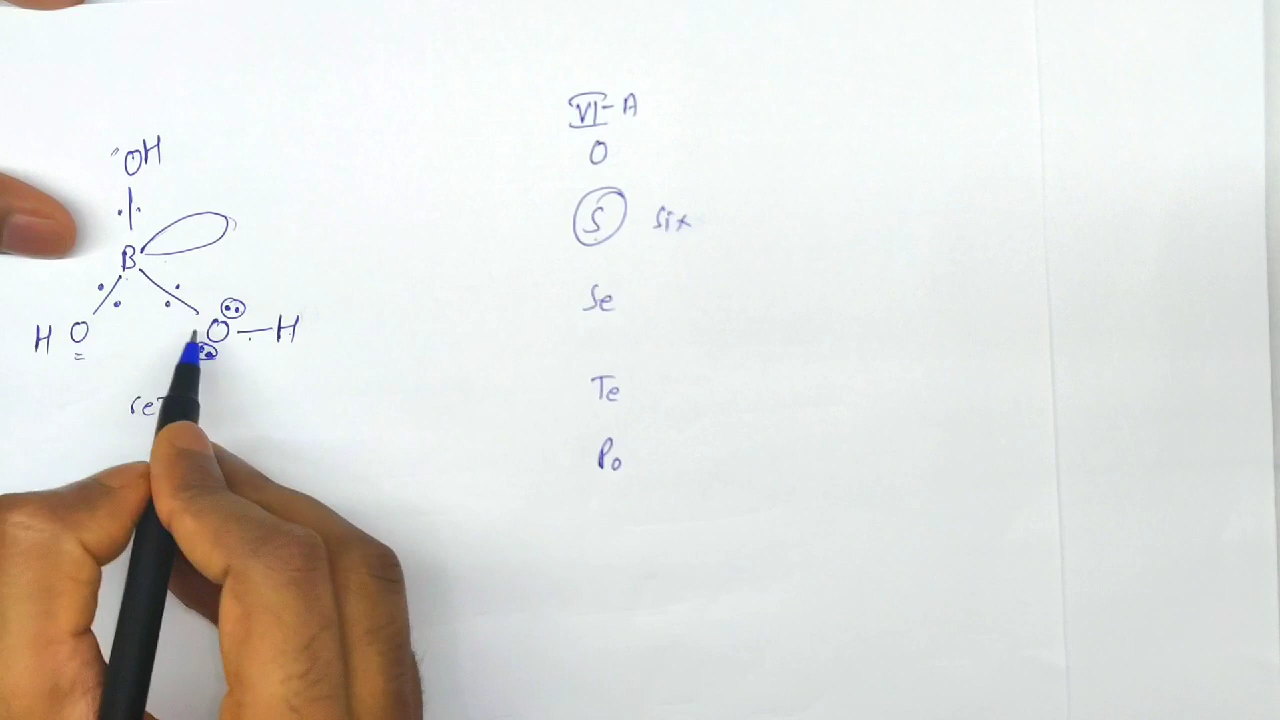 OH
B
H O
O — H
VI-A
O
S six
Se
Te
Po